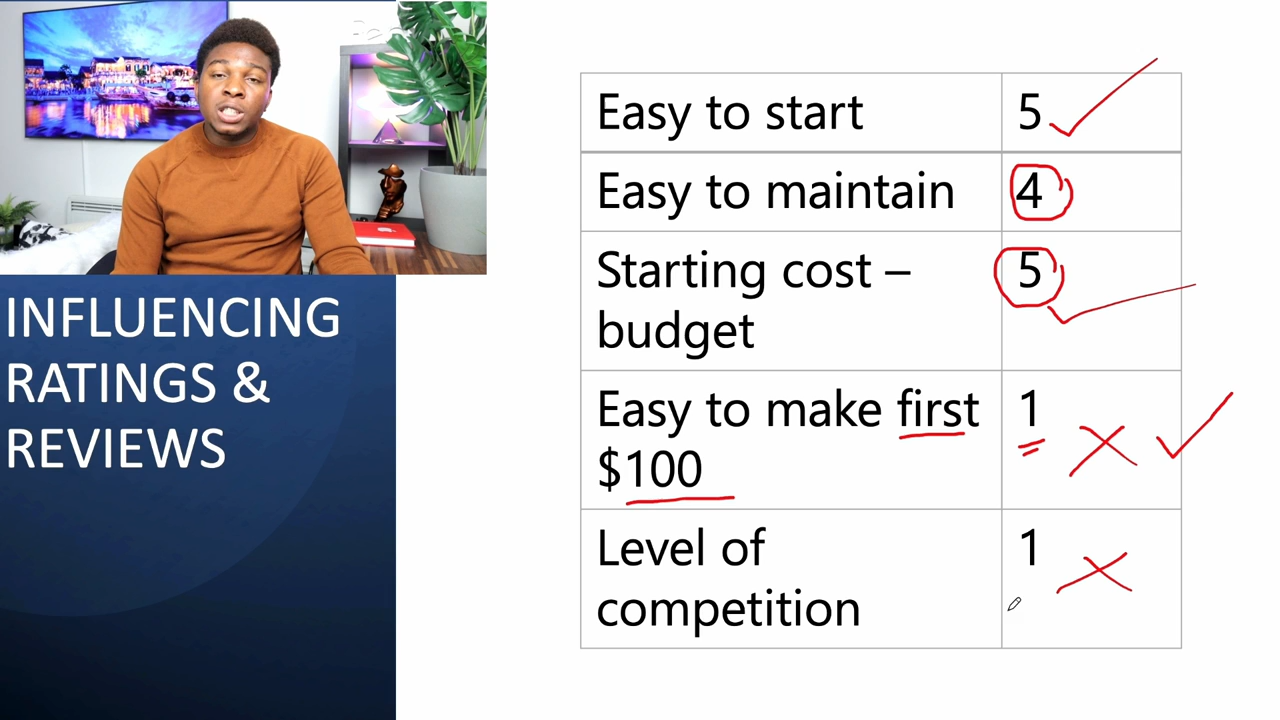 INFLUENCING
RATINGS &
REVIEWS
Easy to start 5
Easy to maintain 4
Starting cost – 5
budget
Easy to make first 1
$100
Level of 1
competition